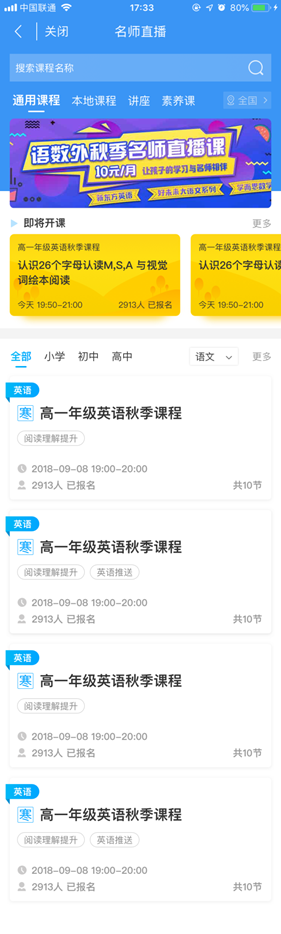 中国联通
17:33
80%
关闭
名师直播
搜索课程名称
通用课程 本地课程 讲座 素养课 全国
语数外秋季名师直播课
10元/月 让孩子的学习与名师相伴
新东方英语 好未来大语文系列 学而思数学
即将开课 更多
高一年级英语秋季课程
认识26个字母认读M,S,A 与视觉
词绘本阅读
今天 19:50-21:00 2913人 已报名
高一年级英语秋季
认识26个字母
词绘本阅读
今天 19:50-21:00
全部 小学 初中 高中 语文 更多
英语
寒 高一年级英语秋季课程
阅读理解提升
2018-09-08 19:00-20:00
2913人 已报名 共10节
英语
寒 高一年级英语秋季课程
阅读理解提升 英语推送
2018-09-08 19:00-20:00
2913人 已报名 共10节
英语
寒 高一年级英语秋季课程
阅读理解提升
2018-09-08 19:00-20:00
2913人 已报名 共10节
英语
寒 高一年级英语秋季课程
阅读理解提升 英语推送
2018-09-08 19:00-20:00
2913人 已报名 共10节